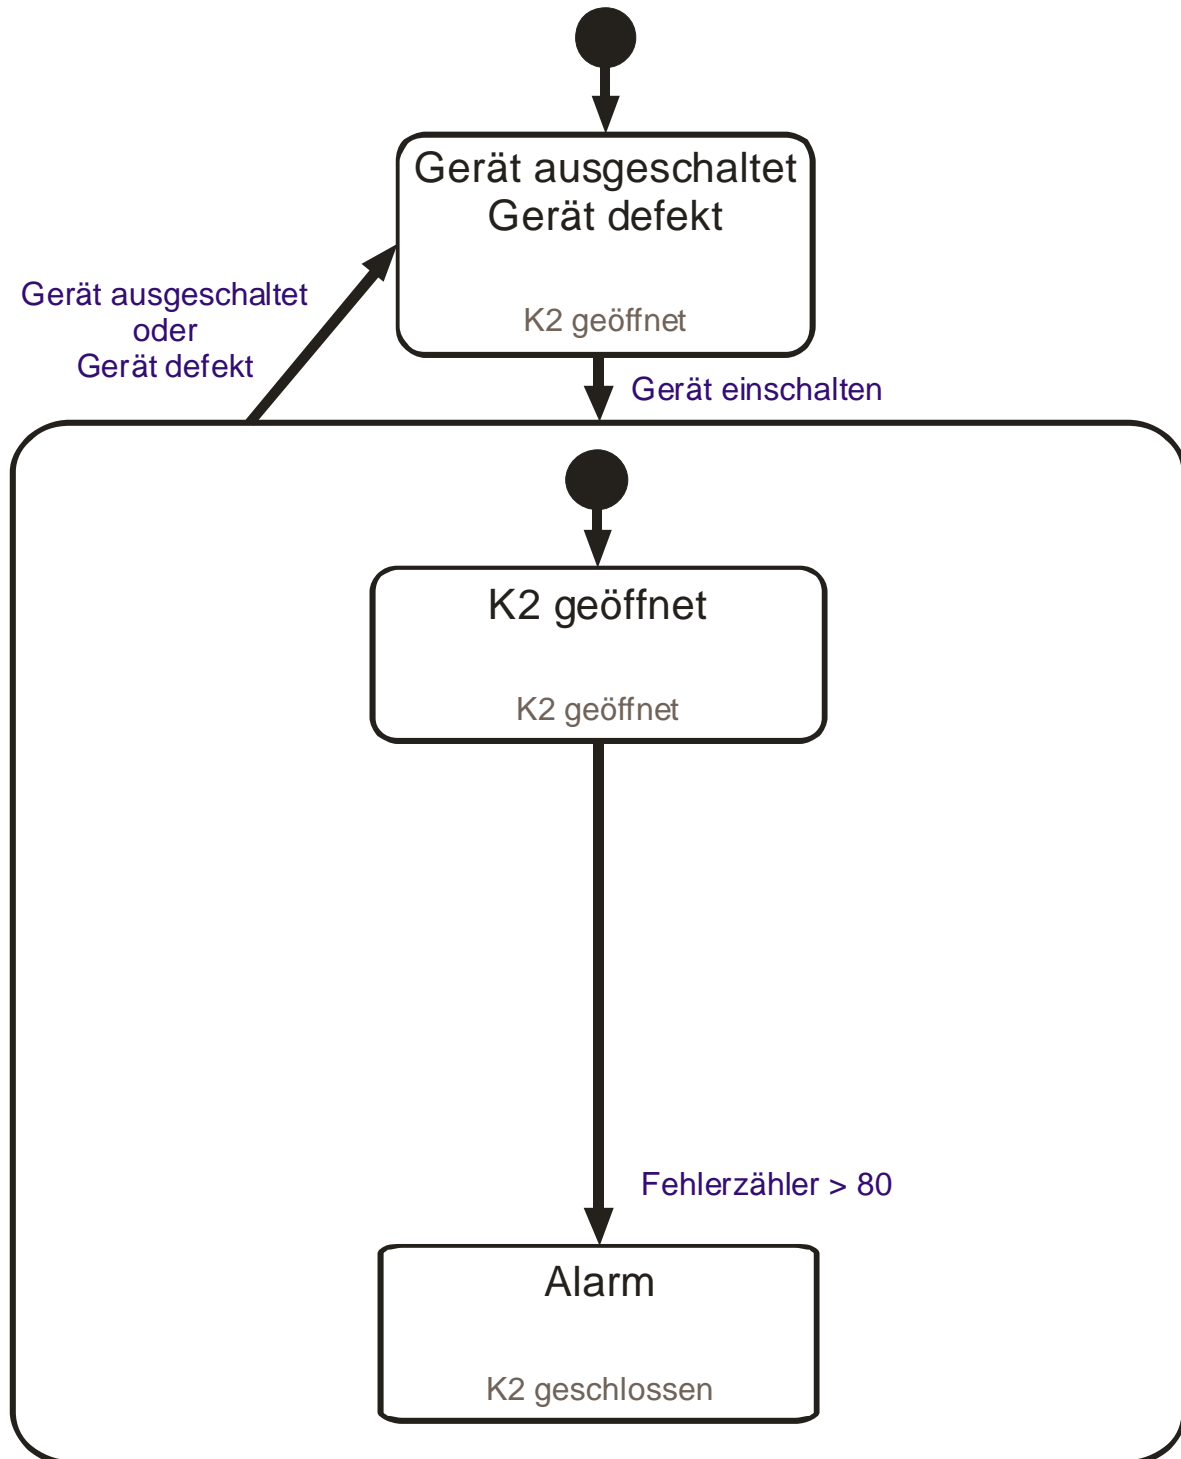 Gerät ausgeschaltet
Gerät defekt
K2 geöffnet
Gerät ausgeschaltet
oder
Gerät defekt
Gerät einschalten
K2 geöffnet
K2 geöffnet
Fehlerzähler > 80
Alarm
K2 geschlossen